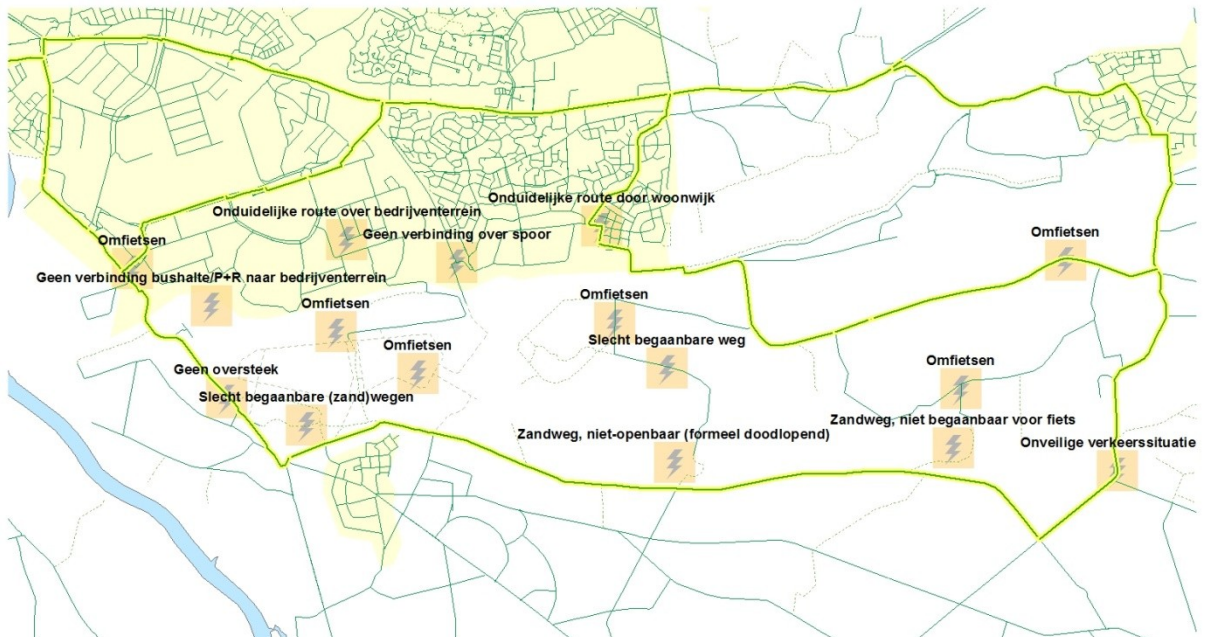 Onduidelijke route door woonwijk
Onduidelijke route over bedrijventerrein
Geen verbinding over spoor
Omfietsen
Omfietsen
Geen verbinding bushalte/P+R naar bedrijventerrein
Omfietsen
Omfietsen
Slecht begaanbare weg
Omfietsen
Omfietsen
Geen oversteek
Slecht begaanbare (zand)wegen
Zandweg, niet begaanbaar voor fiets
Zandweg, niet-openbaar (formeel doodlopend)
Onveilige verkeerssituatie